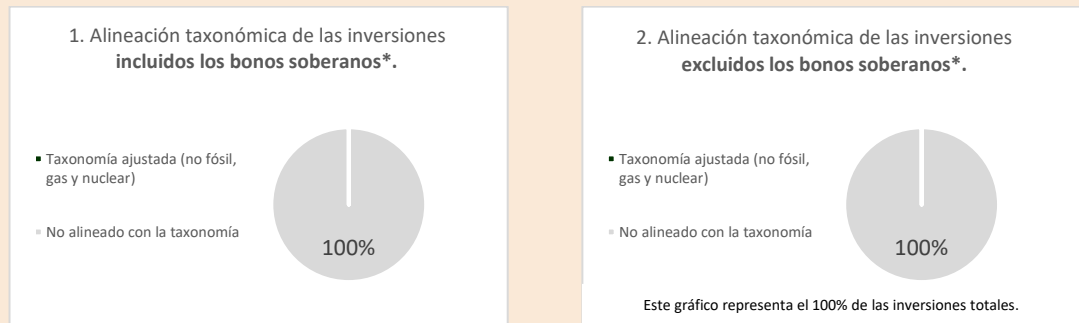 1. Alineación taxonómica de las inversiones
incluidos los bonos soberanos*.
Taxonomía ajustada (no fósil,
gas y nuclear)
No alineado con la taxonomía
100%
2. Alineación taxonómica de las inversiones
excluidos los bonos soberanos*.
Taxonomía ajustada (no fósil,
gas y nuclear)
No alineado con la taxonomía
100%
Este gráfico representa el 100% de las inversiones totales.